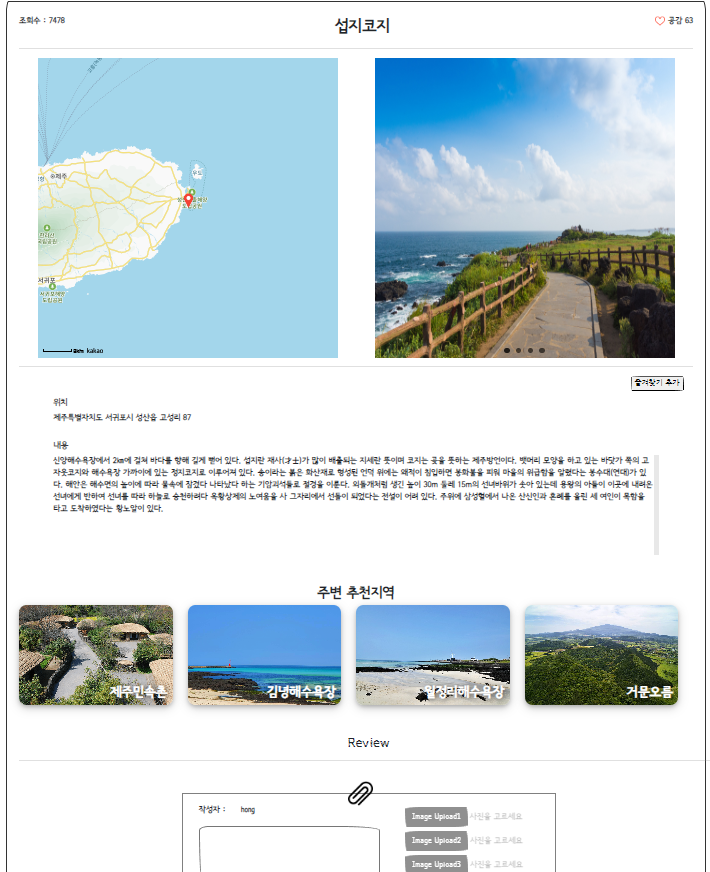 조회수 : 7478
섭지코지
공감 63
제주
우도
서귀포
kakao
즐겨찾기 추가
위치
제주특별자치도 서귀포시 성산읍 고성리 87
내용
신양해수욕장에서 2km에 걸쳐 바다를 향해 길게 뻗어 있다. 섭지란 재사(才士)가 많이 배출되는 지세란 뜻이며 코지는 곶을 뜻하는 제주방언이다. 뱃머리 모양을 하고 있는 바닷가 쪽의 고
자웃코지와 해수욕장 가까이에 있는 정지코지로 이루어져 있다. 송이라는 붉은 화산재로 형성된 언덕 위에는 왜적이 침입하면 봉화불을 피워 마을의 위급함을 알렸다는 봉수대(연대)가 있
다. 해안은 해수면의 높이에 따라 물속에 잠겼다 나타났다 하는 기암괴석들로 절경을 이룬다. 외돌개처럼 생긴 높이 30m 둘레 15m의 선녀바위가 솟아 있는데 용왕의 아들이 이곳에 내려온
선녀에게 반하여 선녀를 따라 하늘로 승천하려다 옥황상제의 노여움을 사 그자리에서 선돌이 되었다는 전설이 어려 있다. 주위에 삼성혈에서 나온 산신인과 혼례를 올린 세 여인이 목함을
타고 도착하였다는 황노알이 있다.
주변 추천지역
제주민속촌
김녕해수욕장
월정리해수욕장
거문오름
Review
작성자 :
hong
Image Upload1 사진을 고르세요
Image Upload2 사진을 고르세요
Image Upload3 사진을 고르세요